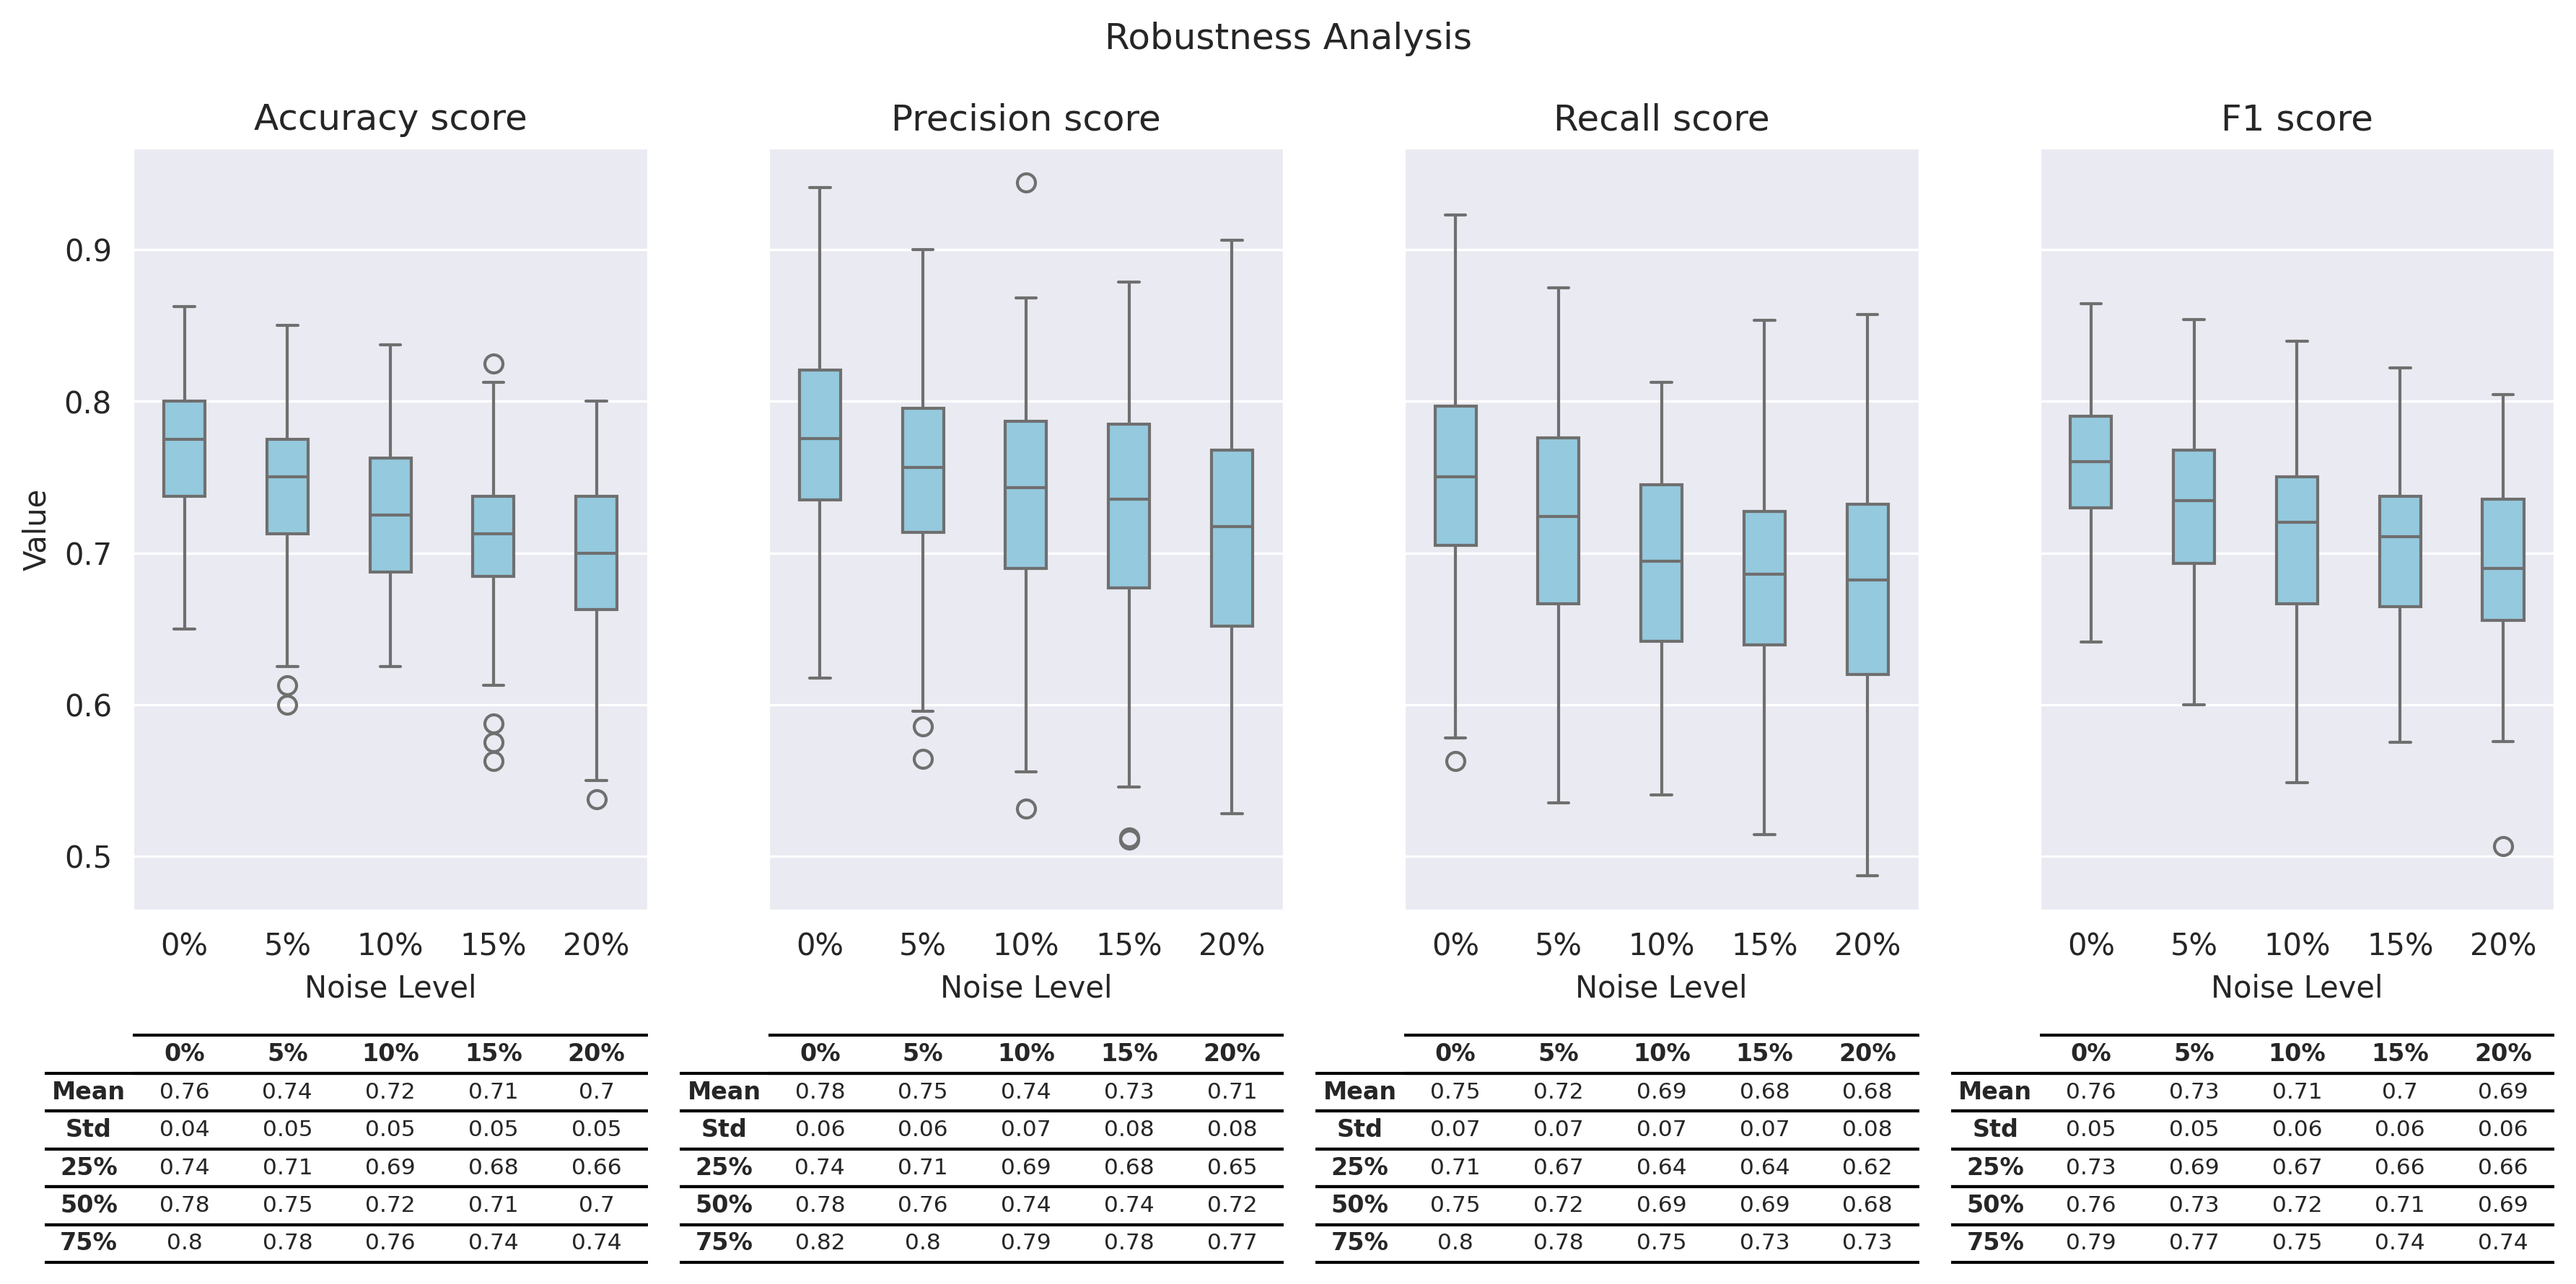 Robustness Analysis
Accuracy score Precision score Recall score F1 score
Value
0.9
0.8
0.7
0.6
0.5
0% 5% 10% 15% 20% 0% 5% 10% 15% 20% 0% 5% 10% 15% 20% 0% 5% 10% 15% 20%
Noise Level Noise Level Noise Level Noise Level
0% 5% 10% 15% 20% 0% 5% 10% 15% 20% 0% 5% 10% 15% 20% 0% 5% 10% 15% 20%
Mean 0.76 0.74 0.72 0.71 0.7 Mean 0.78 0.75 0.74 0.73 0.71 Mean 0.75 0.72 0.69 0.68 0.68 Mean 0.76 0.73 0.71 0.7 0.69
Std 0.04 0.05 0.05 0.05 0.05 Std 0.06 0.06 0.07 0.08 0.08 Std 0.07 0.07 0.07 0.07 0.08 Std 0.05 0.05 0.06 0.06 0.06
25% 0.74 0.71 0.69 0.68 0.66 25% 0.74 0.71 0.69 0.68 0.65 25% 0.71 0.67 0.64 0.64 0.62 25% 0.73 0.69 0.67 0.66 0.66
50% 0.78 0.75 0.72 0.71 0.7 50% 0.78 0.76 0.74 0.74 0.72 50% 0.75 0.72 0.69 0.69 0.68 50% 0.76 0.73 0.72 0.71 0.69
75% 0.8 0.78 0.76 0.74 0.74 75% 0.82 0.8 0.79 0.78 0.77 75% 0.8 0.78 0.75 0.73 0.73 75% 0.79 0.77 0.75 0.74 0.74